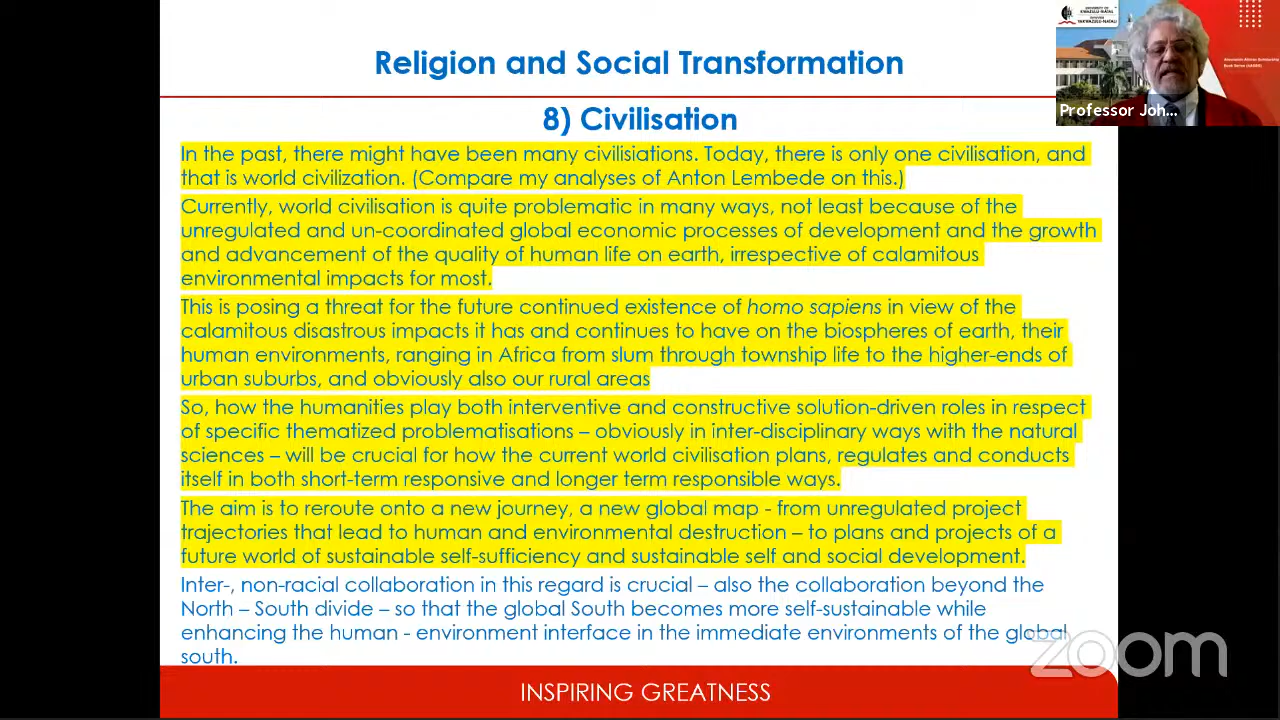 Religion and Social Transformation
8) Civilisation
In the past, there might have been many civilisiations. Today, there is only one civilisation, and
that is world civilization. (Compare my analyses of Anton Lembede on this.)
Currently, world civilisation is quite problematic in many ways, not least because of the
unregulated and un-coordinated global economic processes of development and the growth
and advancement of the quality of human life on earth, irrespective of calamitous
environmental impacts for most.
This is posing a threat for the future continued existence of homo sapiens in view of the
calamitous disastrous impacts it has and continues to have on the biospheres of earth, their
human environments, ranging in Africa from slum through township life to the higher-ends of
urban suburbs, and obviously also our rural areas
So, how the humanities play both interventive and constructive solution-driven roles in respect
of specific thematized problematisations – obviously in inter-disciplinary ways with the natural
sciences – will be crucial for how the current world civilisation plans, regulates and conducts
itself in both short-term responsive and longer term responsible ways.
The aim is to reroute onto a new journey, a new global map - from unregulated project
trajectories that lead to human and environmental destruction – to plans and projects of a
future world of sustainable self-sufficiency and sustainable self and social development.
Inter-, non-racial collaboration in this regard is crucial – also the collaboration beyond the
North – South divide – so that the global South becomes more self-sustainable while
enhancing the human - environment interface in the immediate environments of the global
south.
INSPIRING GREATNESS
UNIVERSITY OF
KWAZULU-NATAL
INYUVESI
YAKWAZULU-NATALI
Professor Joh...
zoom